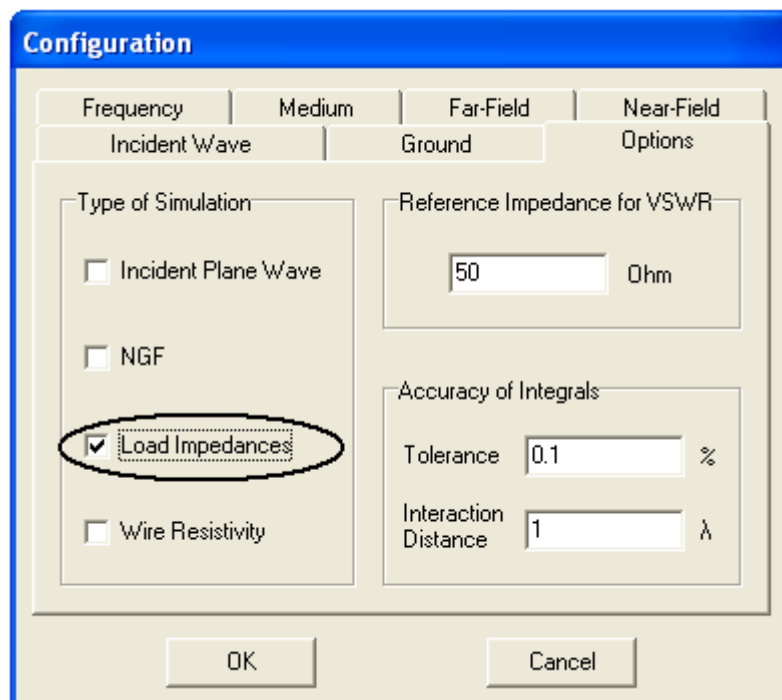 Configuration
Frequency
Medium
Far-Field
Near-Field
Incident Wave
Ground
Options
Type of Simulation
Incident Plane Wave
NGF
Load Impedances
Wire Resistivity
Reference Impedance for VSWR
50 Ohm
Accuracy of Integrals
Tolerance 0.1 %
Interaction
Distance 1 λ
OK
Cancel